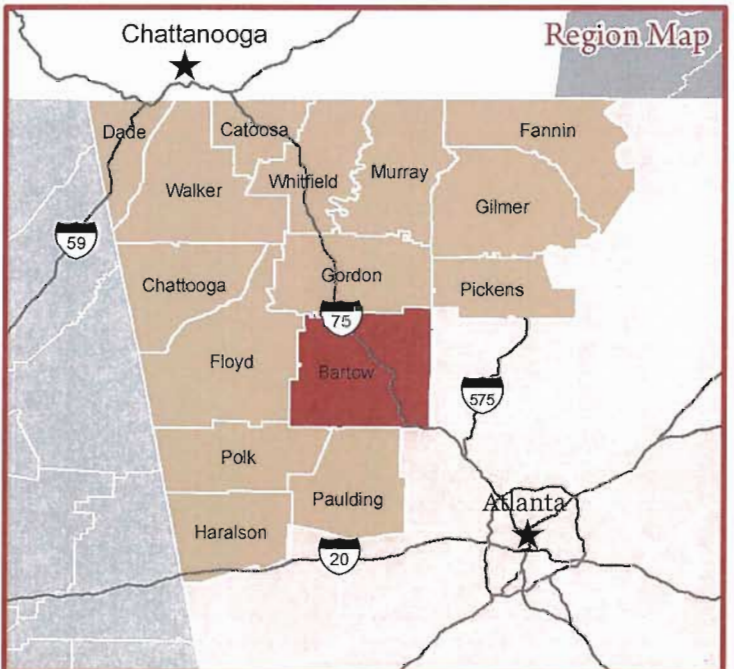 Chattanooga
Region Map
Dade
Catoosa
Fannin
Walker
Whitfield
Murray
Gilmer
59
Chattooga
Gordon
Pickens
75
Floyd
Bartow
575
Polk
Paulding
Atlanta
Haralson
20